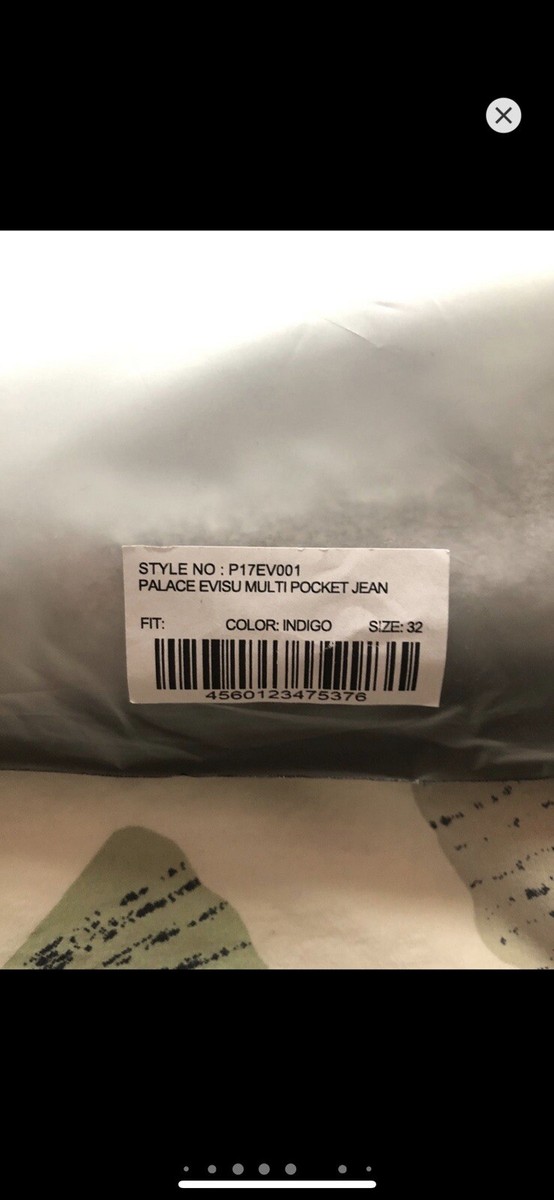 STYLE NO : P17EV001
PALACE EVISU MULTI POCKET JEAN
FIT: COLOR: INDIGO SIZE: 32
4560123475376